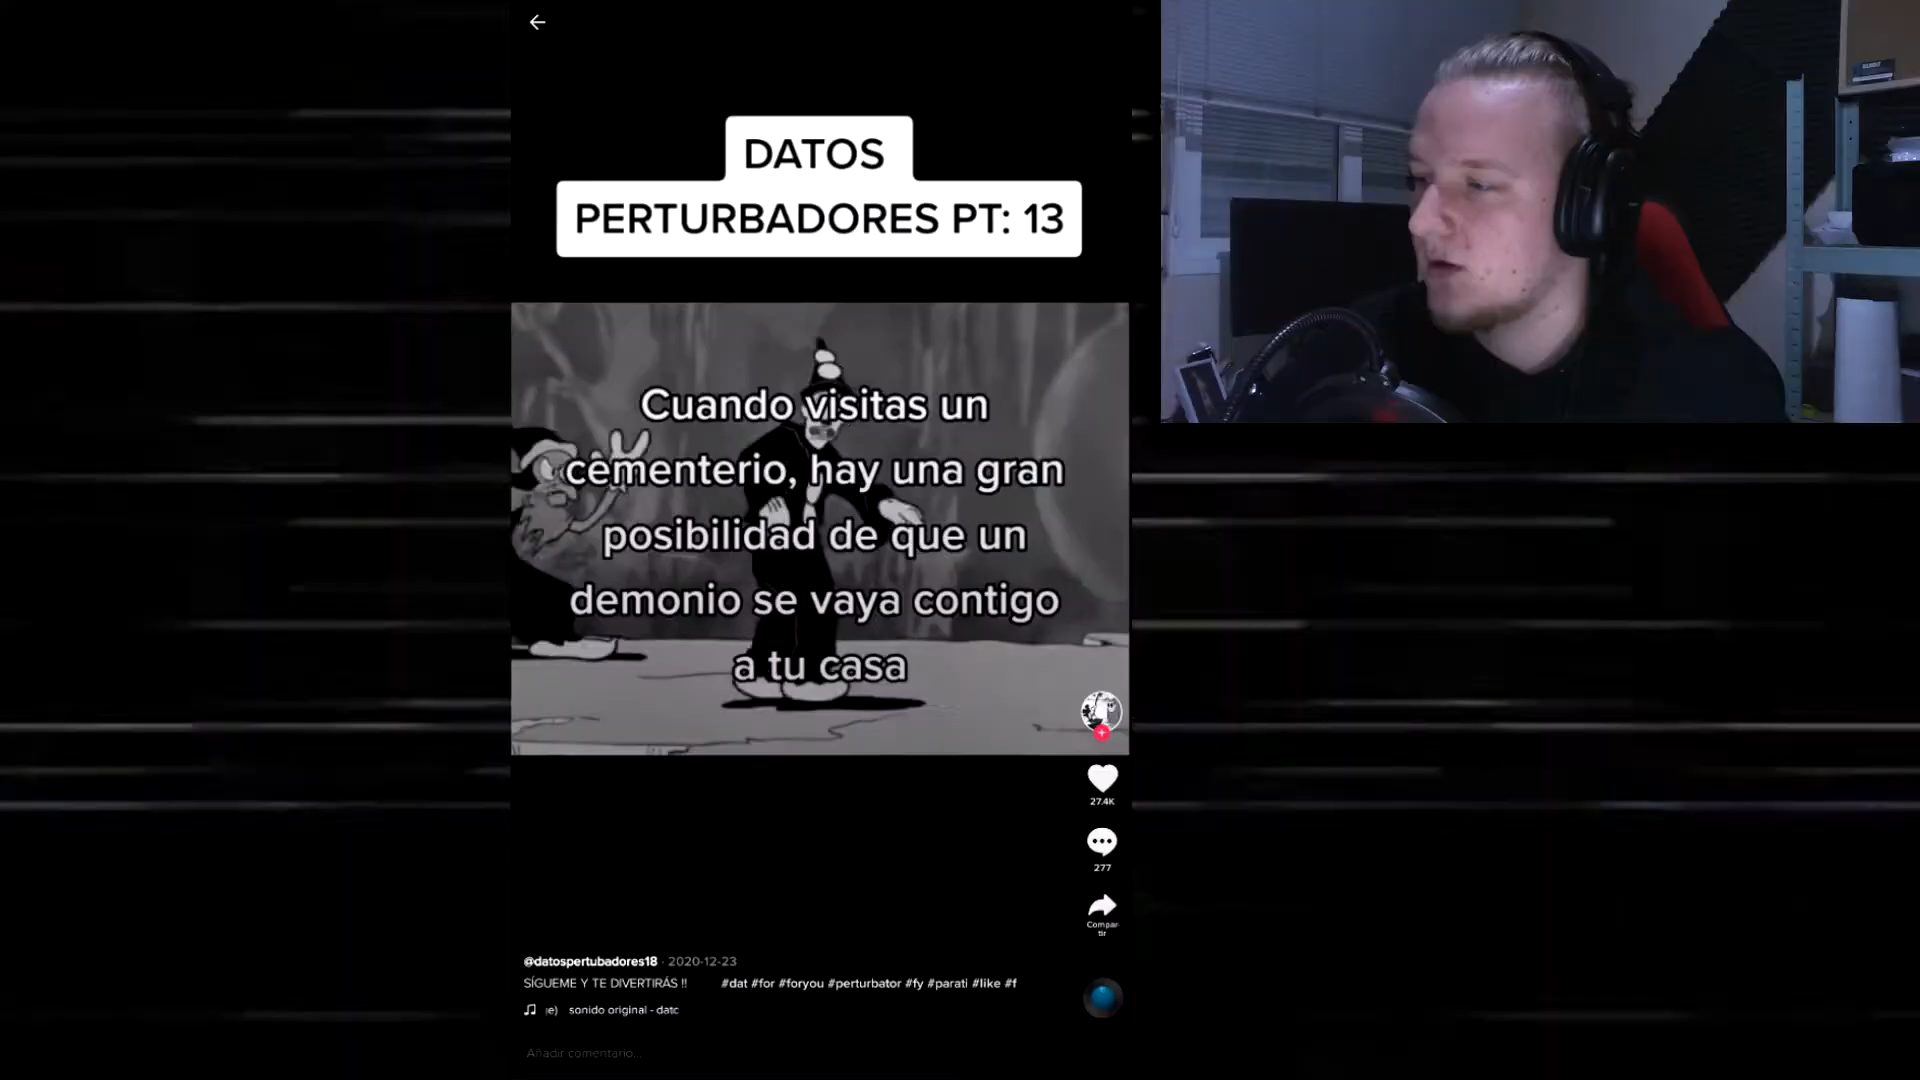 DATOS
PERTURBADORES PT: 13
Cuando visitas un
cementerio, hay una gran
posibilidad de que un
demonio se vaya contigo
a tu casa
27.4K
277
Compar
tir
@datospertubadores18 · 2020-12-23
SÍGUEME Y TE DIVERTIRÁS !! #dat #for #foryou #perturbator #fy #parati #like #f
e) sonido original - datc
Añadir comentario...